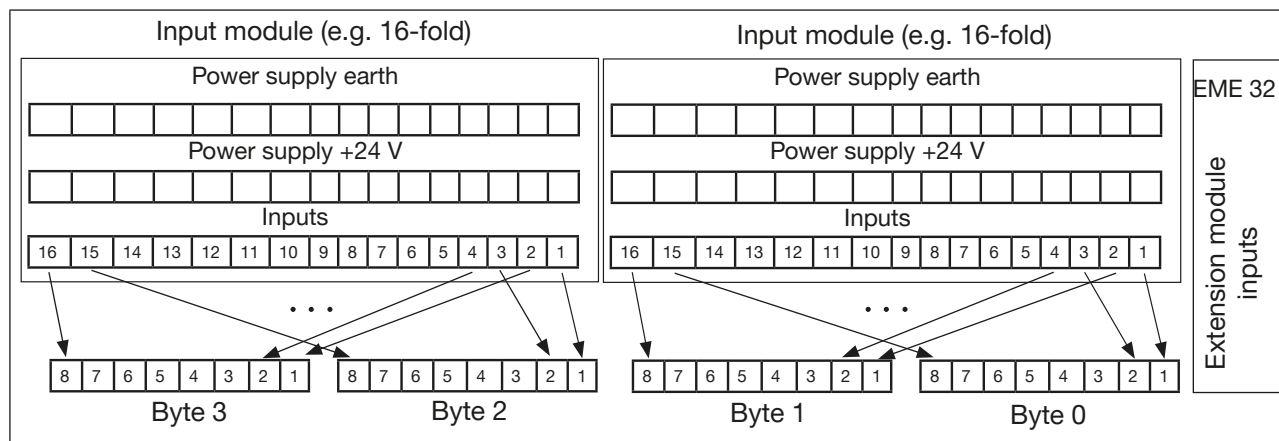 Input module (e.g. 16-fold)
Power supply earth
Power supply +24 V
Inputs
16 15 14 13 12 11 10 9 8 7 6 5 4 3 2 1
. . .
8 7 6 5 4 3 2 1
8 7 6 5 4 3 2 1
Byte 3
Byte 2
Input module (e.g. 16-fold)
Power supply earth
Power supply +24 V
Inputs
16 15 14 13 12 11 10 9 8 7 6 5 4 3 2 1
. . .
8 7 6 5 4 3 2 1
8 7 6 5 4 3 2 1
Byte 1
Byte 0
EME 32
Extension module
inputs